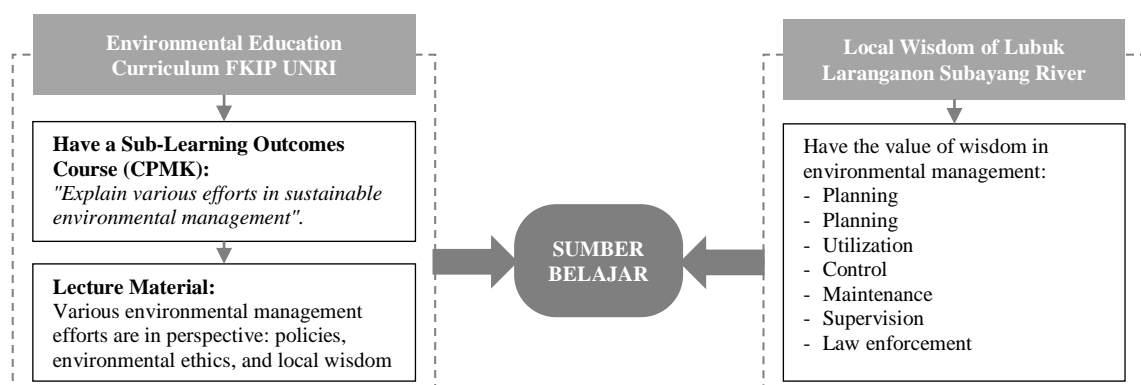 Environmental Education
Curriculum FKIP UNRI
Have a Sub-Learning Outcomes
Course (CPMK):
"Explain various efforts in sustainable
environmental management".
Lecture Material:
Various environmental management
efforts are in perspective: policies,
environmental ethics, and local wisdom
SUMBER
BELAJAR
Local Wisdom of Lubuk
Laranganon Subayang River
Have the value of wisdom in
environmental management:
- Planning
- Planning
- Utilization
- Control
- Maintenance
- Supervision
- Law enforcement